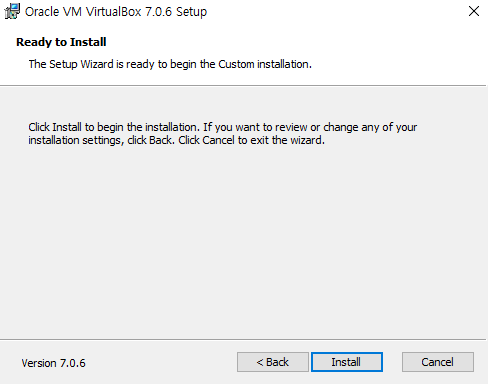 Oracle VM VirtualBox 7.0.6 Setup
Ready to Install
The Setup Wizard is ready to begin the Custom installation.
Click Install to begin the installation. If you want to review or change any of your
installation settings, click Back. Click Cancel to exit the wizard.
Version 7.0.6
< Back
Install
Cancel